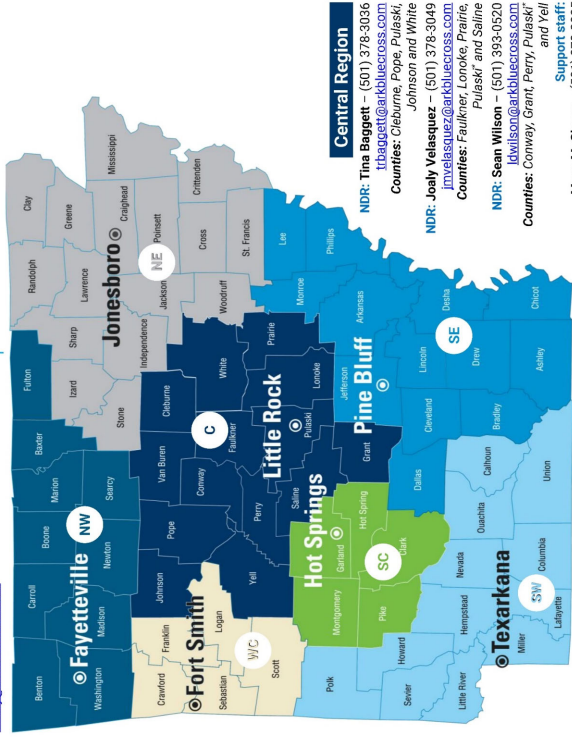 Benton
Carroll
Boone
Marion
Baxter
Fulton
Randolph
Clay
Fayetteville
NW
Washington
Madison
Newton
Searcy
Izard
Sharp
Lawrence
Greene
Jonesboro
Craighead
Mississippi
Stone
Independence
Jackson
NE
Poinsett
Crawford
Franklin
Johnson
Pope
Van Buren
Cleburne
Woodruff
Cross
Crittenden
St. Francis
Fort Smith
Sebastian
Logan
WC
Scott
Yell
Conway
C
Faulkner
White
Perry
Little Rock
Pulaski
Lonoke
Prairie
Monroe
Lee
Phillips
Polk
Montgomery
Hot Springs
Garland
Saline
Hot Spring
Grant
Jefferson
Pine Bluff
Arkansas
Pike
SC
Clark
Dallas
Cleveland
Lincoln
Desha
SE
Drew
Sevier
Howard
Little River
Hempstead
Nevada
Ouachita
Calhoun
Bradley
Ashley
Chicot
Texarkana
Miller
SW
Lafayette
Columbia
Union
Central Region
NDR: Tina Baggett – (501) 378-3036
trbaggett@arkbluecross.com
Counties: Cleburne, Pope, Pulaski,
Johnson and White
NDR: Joaly Velasquez – (501) 378-3049
jmvelasquez@arkbluecross.com
Counties: Faulkner, Lonoke, Prairie,
Pulaski* and Saline
NDR: Sean Wilson – (501) 393-0520
ldwilson@arkbluecross.com
Counties: Conway, Grant, Perry, Pulaski*
and Yell
Support staff: